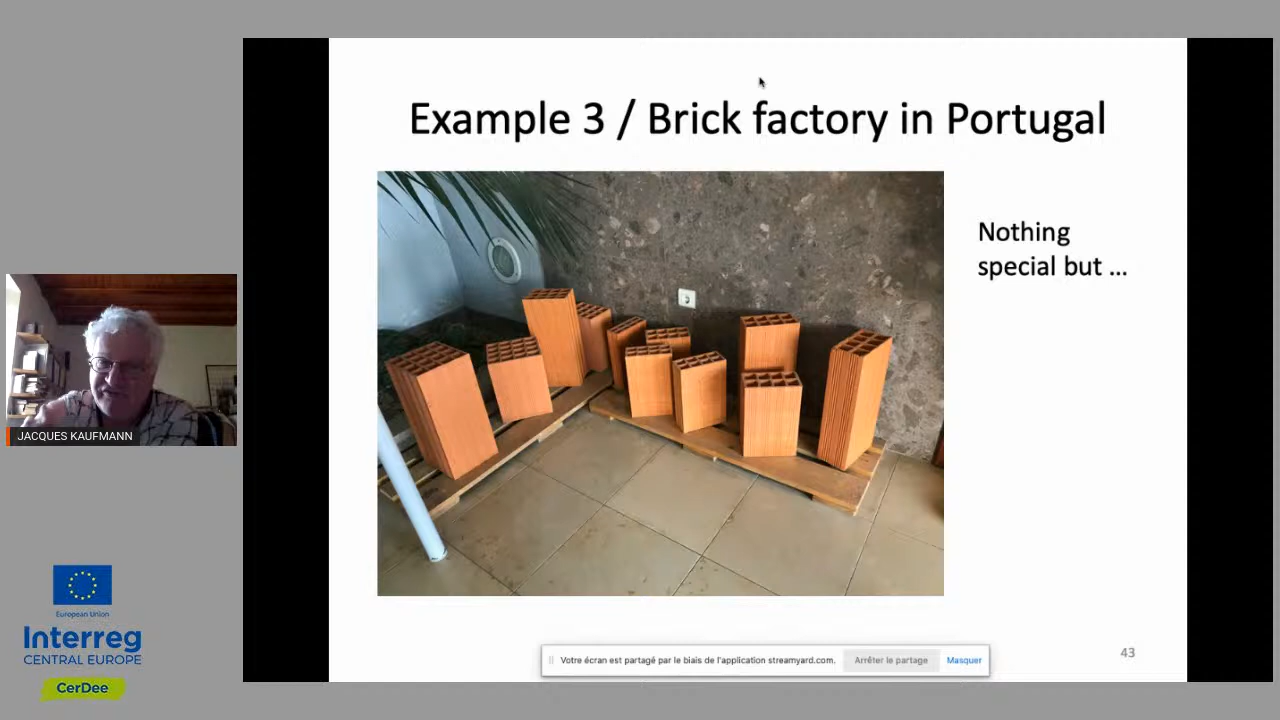 Example 3 / Brick factory in Portugal
Nothing
special but ...
JACQUES KAUFMANN
European Union
Interreg
CENTRAL EUROPE
CerDee
Votre écran est partagé par le biais de l'application streamyard.com.
Arrêter le partage
Masquer
43